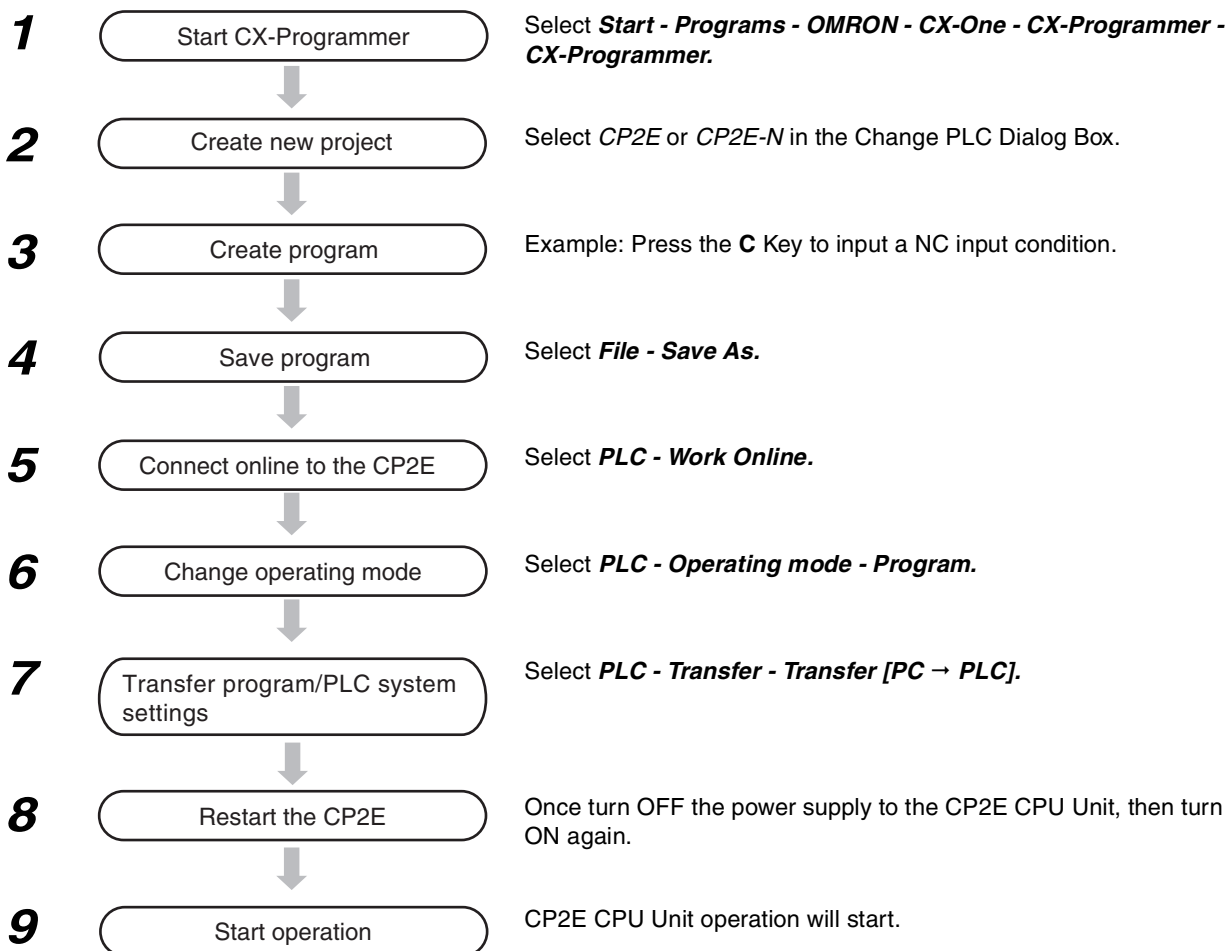 1
Start CX-Programmer
Select Start - Programs - OMRON - CX-One - CX-Programmer -
CX-Programmer.
2
Create new project
Select CP2E or CP2E-N in the Change PLC Dialog Box.
3
Create program
Example: Press the C Key to input a NC input condition.
4
Save program
Select File - Save As.
5
Connect online to the CP2E
Select PLC - Work Online.
6
Change operating mode
Select PLC - Operating mode - Program.
7
Transfer program/PLC system
settings
Select PLC - Transfer - Transfer [PC → PLC].
8
Restart the CP2E
Once turn OFF the power supply to the CP2E CPU Unit, then turn
ON again.
9
Start operation
CP2E CPU Unit operation will start.